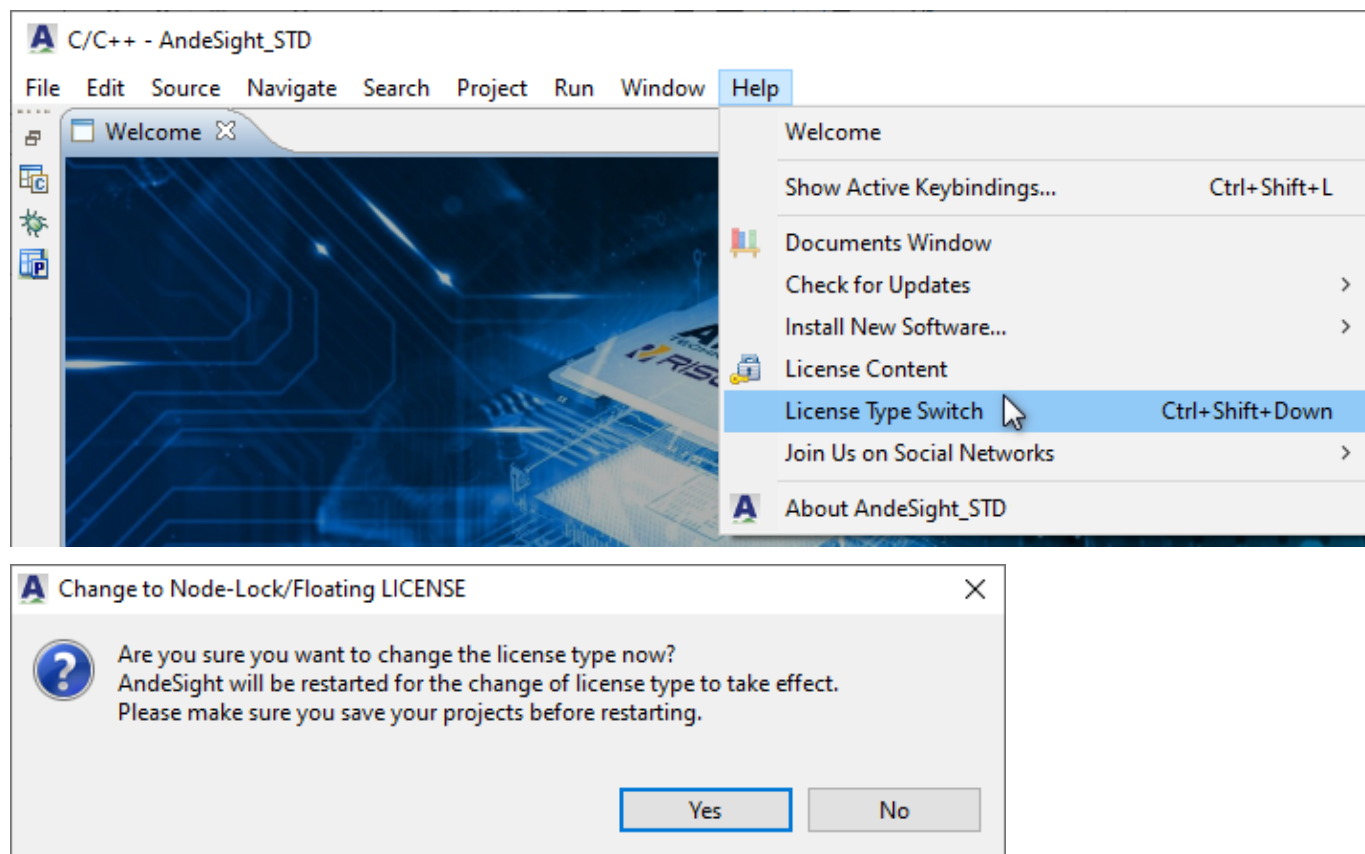 C/C++ - AndeSight_STD
File Edit Source Navigate Search Project Run Window Help
Welcome
Welcome
Show Active Keybindings... Ctrl+Shift+L
Documents Window
Check for Updates
Install New Software...
License Content
License Type Switch Ctrl+Shift+Down
Join Us on Social Networks
About AndeSight_STD
Change to Node-Lock/Floating LICENSE
Are you sure you want to change the license type now?
AndeSight will be restarted for the change of license type to take effect.
Please make sure you save your projects before restarting.
Yes No